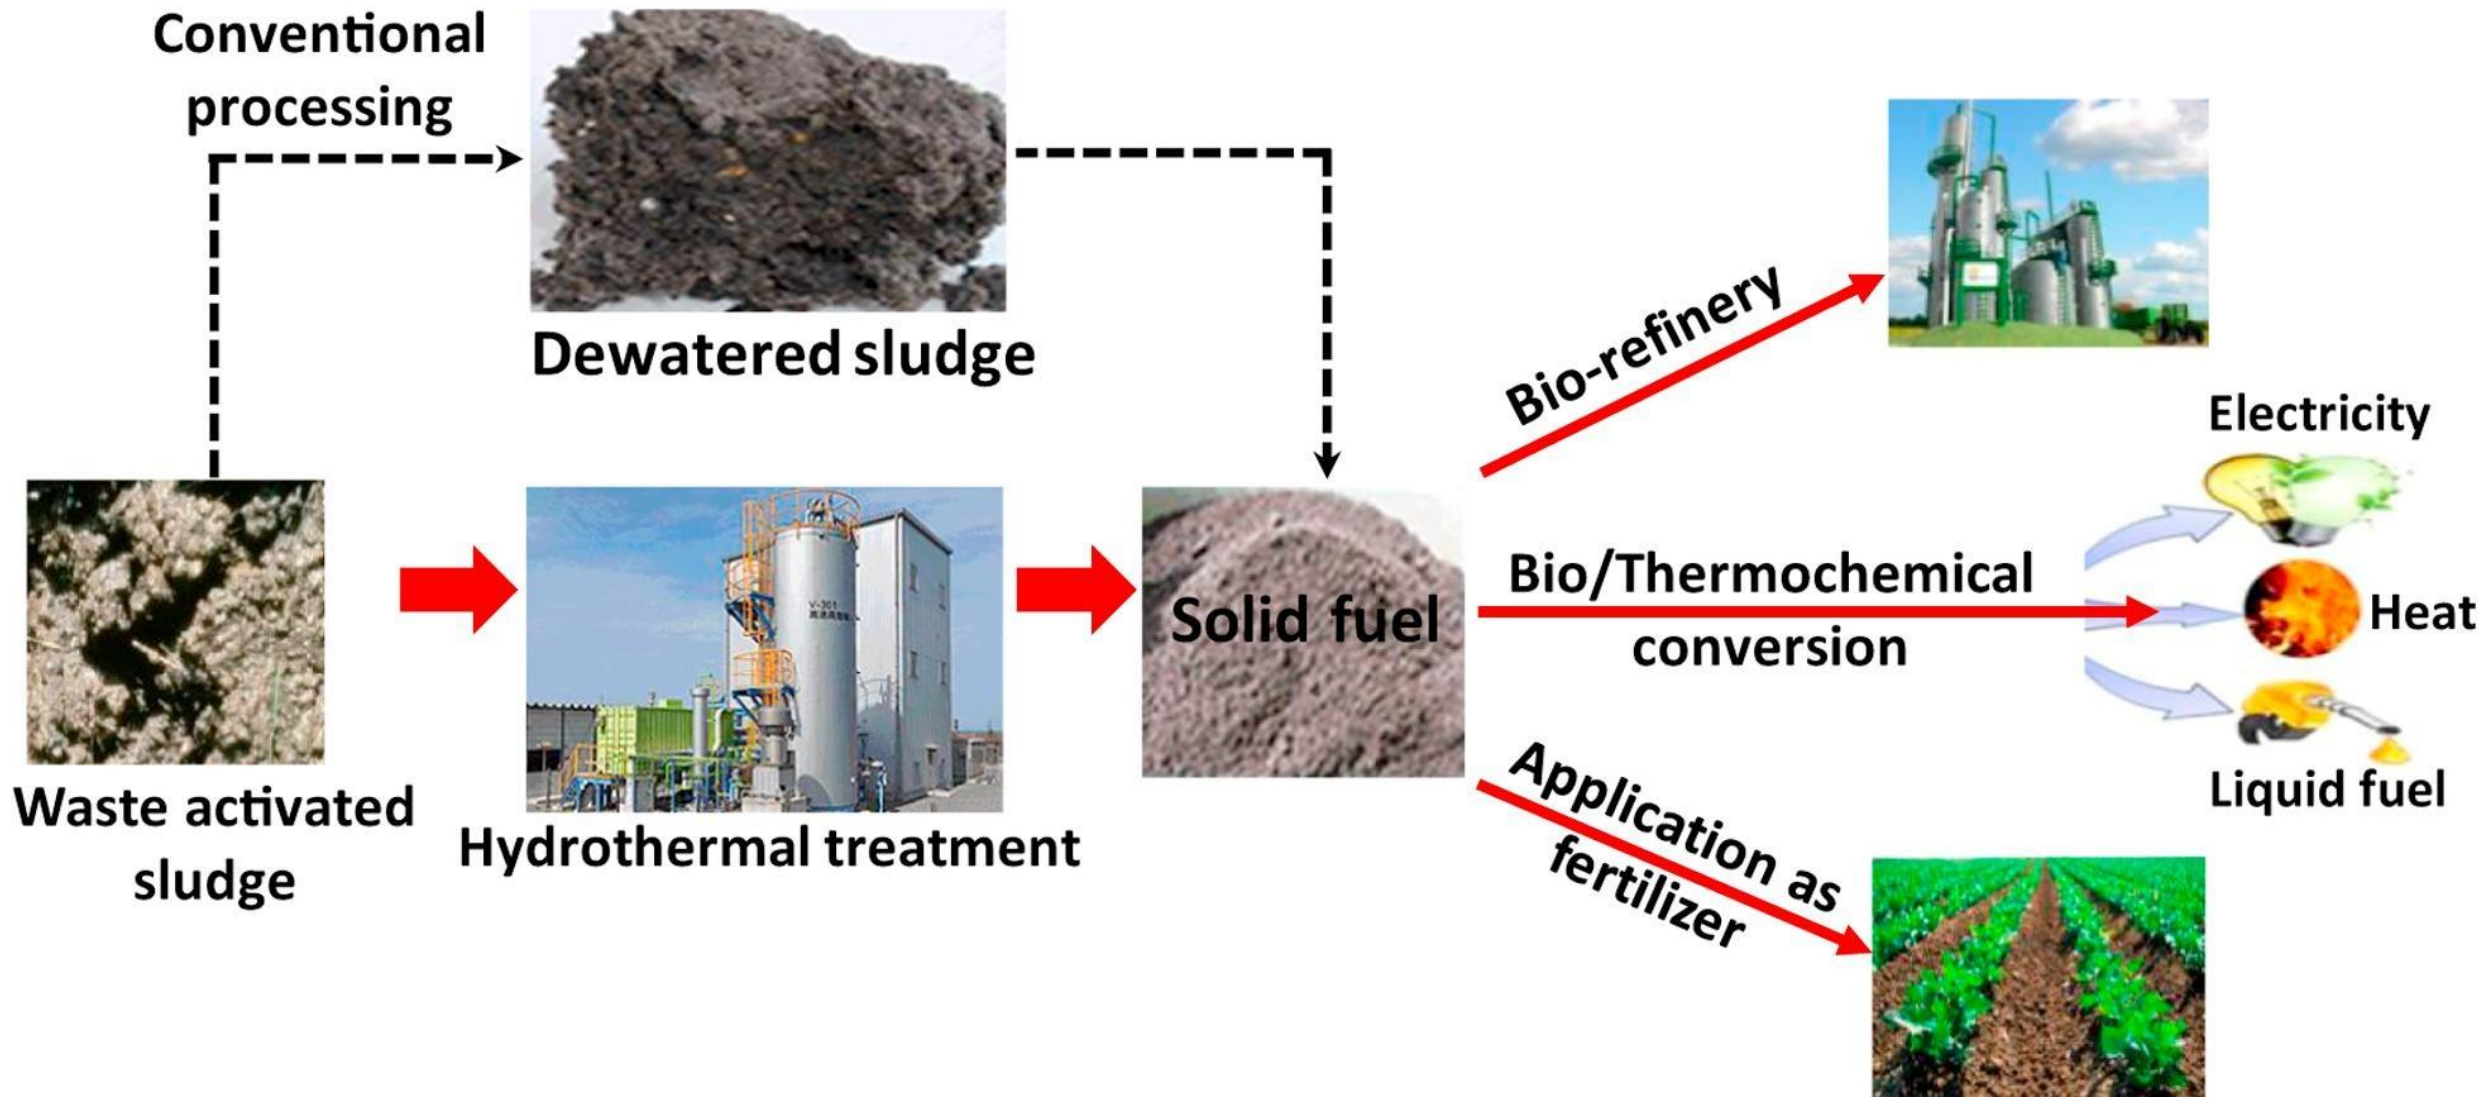 Conventional
processing
Dewatered sludge
Waste activated
sludge
V-301
Hydrothermal treatment
Solid fuel
Bio-refinery
Bio/Thermochemical
conversion
Application as
fertilizer
Electricity
Heat
Liquid fuel